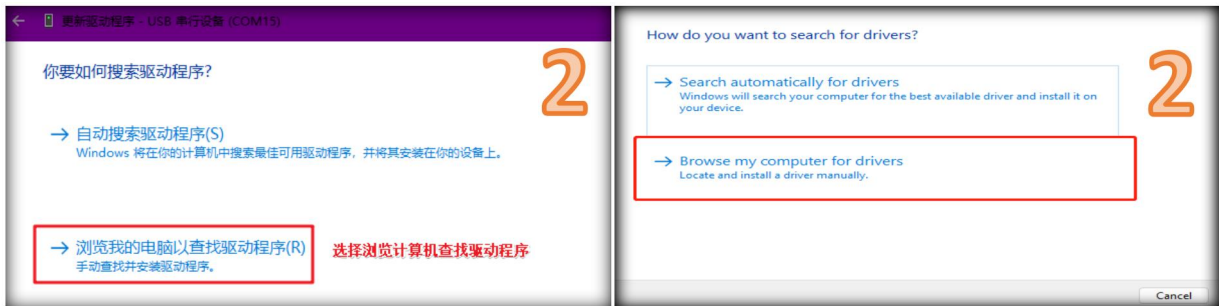 更新驱动程序 - USB 串行设备 (COM15)
你要如何搜索驱动程序?
2
→ 自动搜索驱动程序(S)
Windows 将在你的计算机中搜索最佳可用驱动程序，并将其安装在你的设备上。
→ 浏览我的电脑以查找驱动程序(R)
手动查找并安装驱动程序。
选择浏览计算机查找驱动程序
How do you want to search for drivers?
2
→ Search automatically for drivers
Windows will search your computer for the best available driver and install it on
your device.
→ Browse my computer for drivers
Locate and install a driver manually.
Cancel